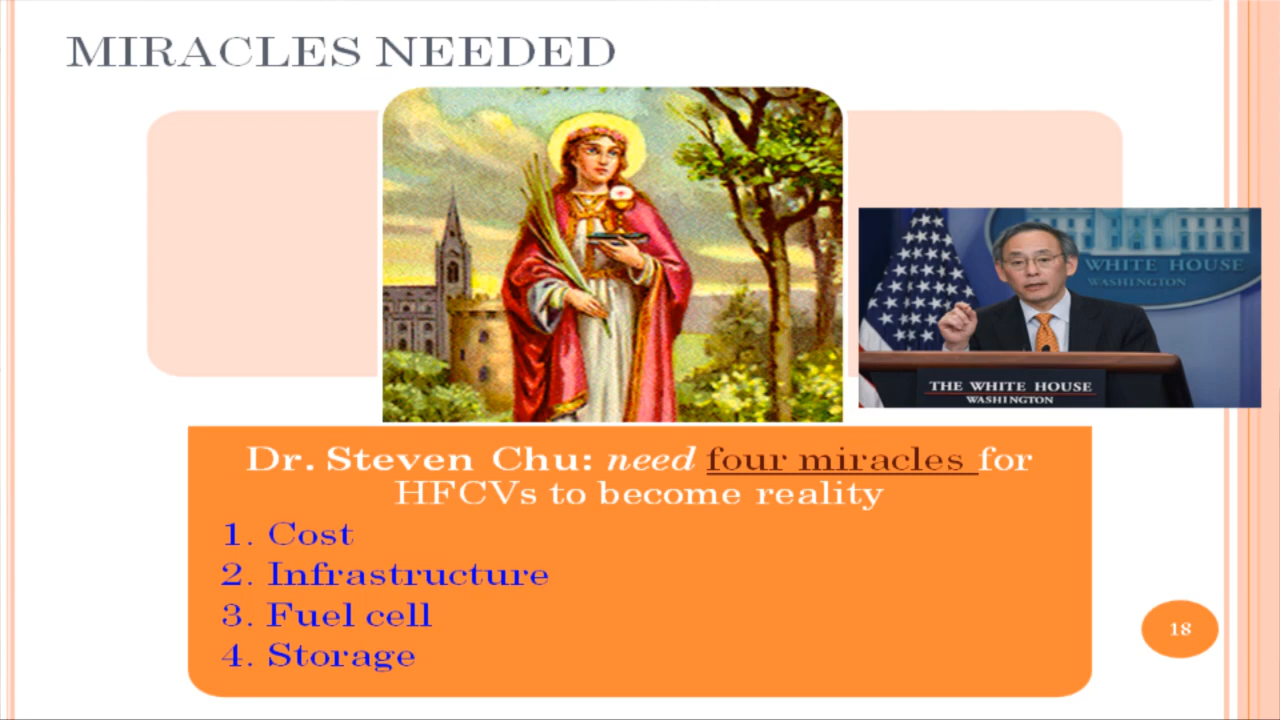 MIRACLES NEEDED
WHITE HOUSE
WASHINGTON
THE WHITE HOUSE
WASHINGTON
Dr. Steven Chu: need four miracles for
HFCVs to become reality
1. Cost
2. Infrastructure
3. Fuel cell
4. Storage
18